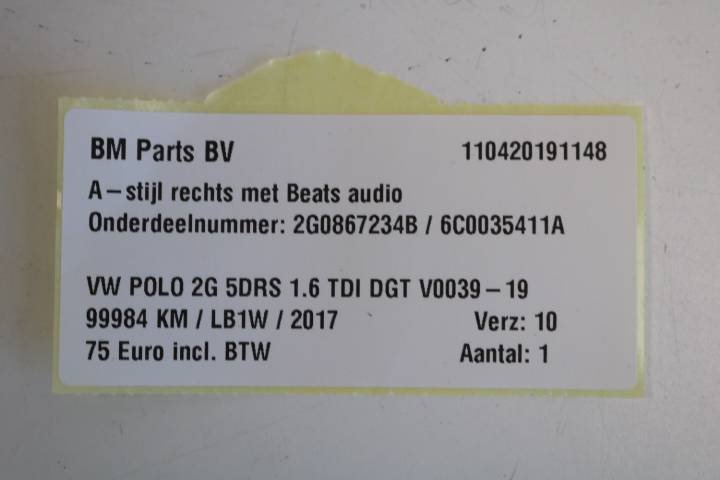 BM Parts BV 110420191148
A-stijl rechts met Beats audio
Onderdeelnummer: 2G0867234B / 6C0035411A
VW POLO 2G 5DRS 1.6 TDI DGT V0039-19
99984 KM / LB1W / 2017 Verz: 10
75 Euro incl. BTW Aantal: 1